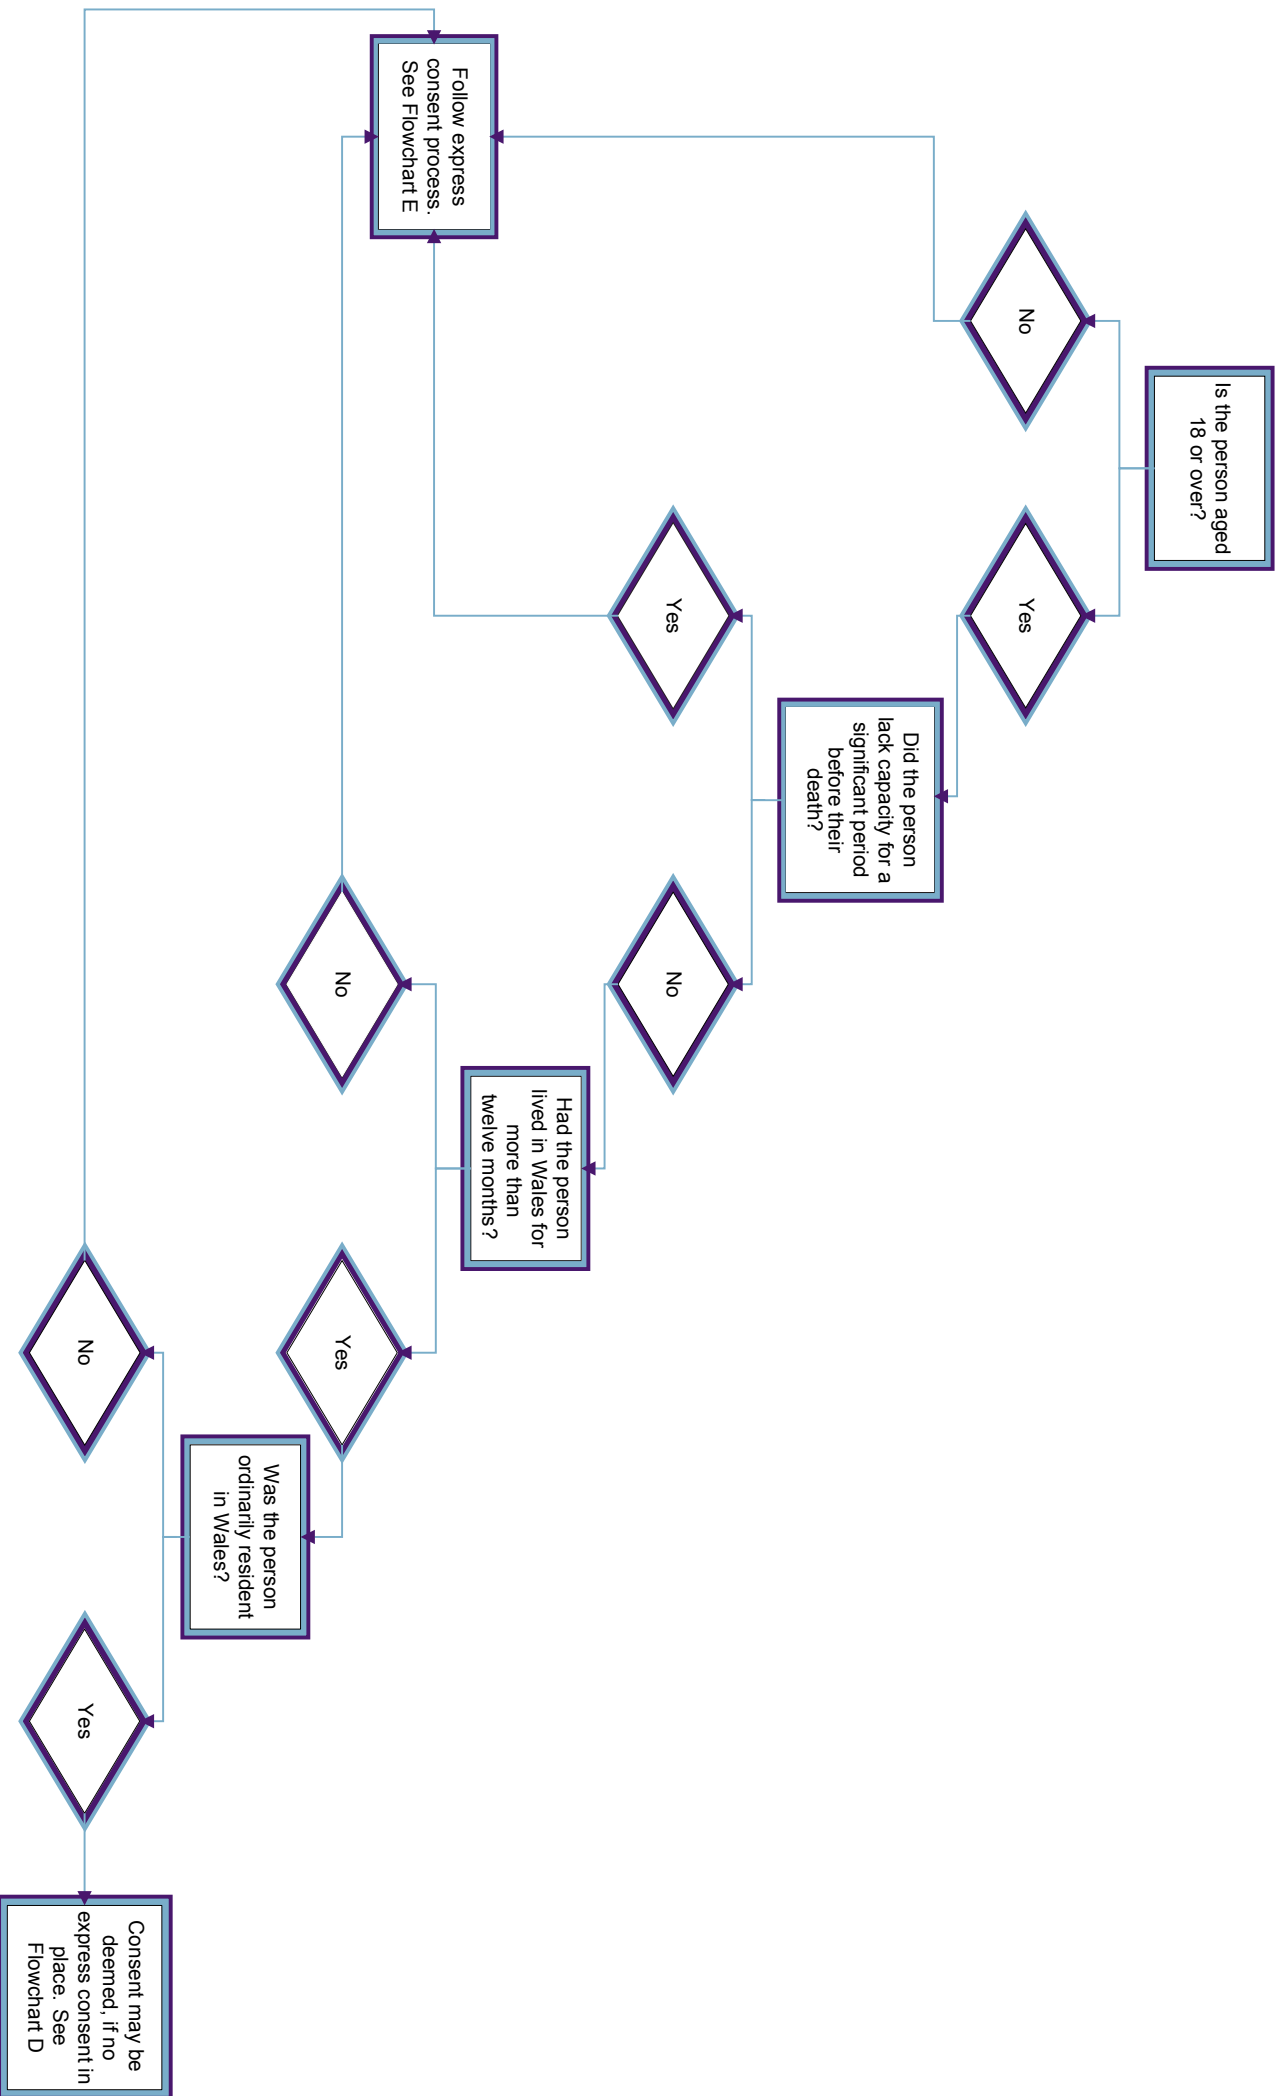 Is the person aged
18 or over?
No
Yes
Did the person
lack capacity for a
significant period
before their
death?
Yes
No
Had the person
lived in Wales for
more than
twelve months?
Follow express
consent process.
See Flowchart E
No
Yes
Was the person
ordinarily resident
in Wales?
No
Yes
Consent may be
deemed, if no
express consent in
place. See
Flowchart D